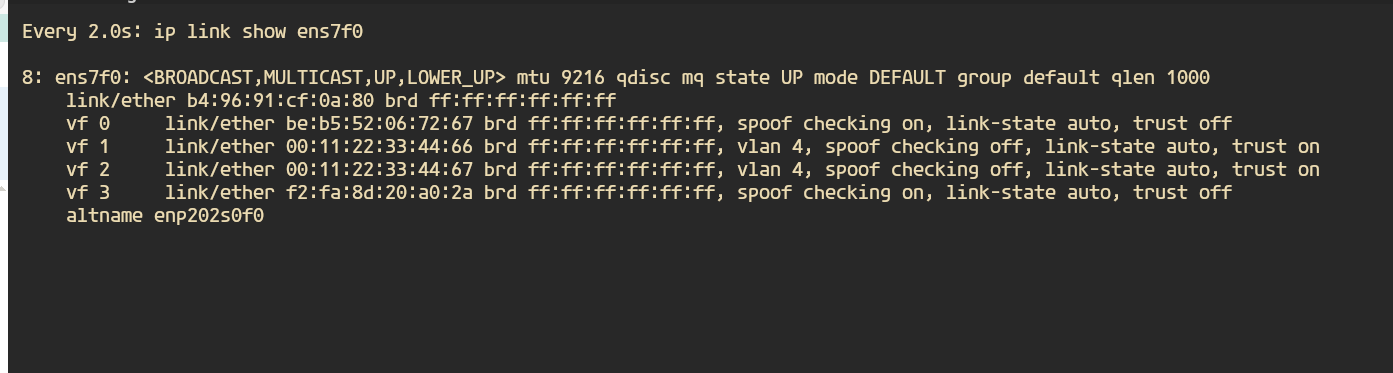 Every 2.0s: ip link show ens7f0
8: ens7f0: <BROADCAST,MULTICAST,UP,LOWER_UP> mtu 9216 qdisc mq state UP mode DEFAULT group default qlen 1000
link/ether b4:96:91:cf:0a:80 brd ff:ff:ff:ff:ff:ff
vf 0 link/ether be:b5:52:06:72:67 brd ff:ff:ff:ff:ff:ff, spoof checking on, link-state auto, trust off
vf 1 link/ether 00:11:22:33:44:66 brd ff:ff:ff:ff:ff:ff, vlan 4, spoof checking off, link-state auto, trust on
vf 2 link/ether 00:11:22:33:44:67 brd ff:ff:ff:ff:ff:ff, vlan 4, spoof checking off, link-state auto, trust on
vf 3 link/ether f2:fa:8d:20:a0:2a brd ff:ff:ff:ff:ff:ff, spoof checking on, link-state auto, trust off
altname enp202s0f0